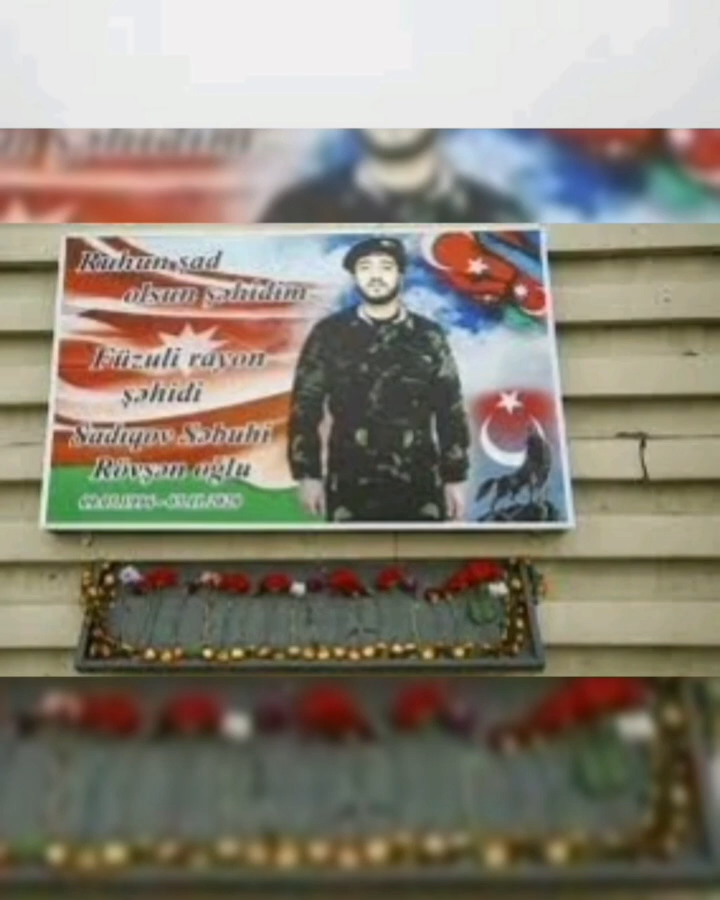 Ruhun şad
olsun şəhidim
Füzuli rayon
şəhidi
Sadıqov Səbuhi
Rövşən oğlu